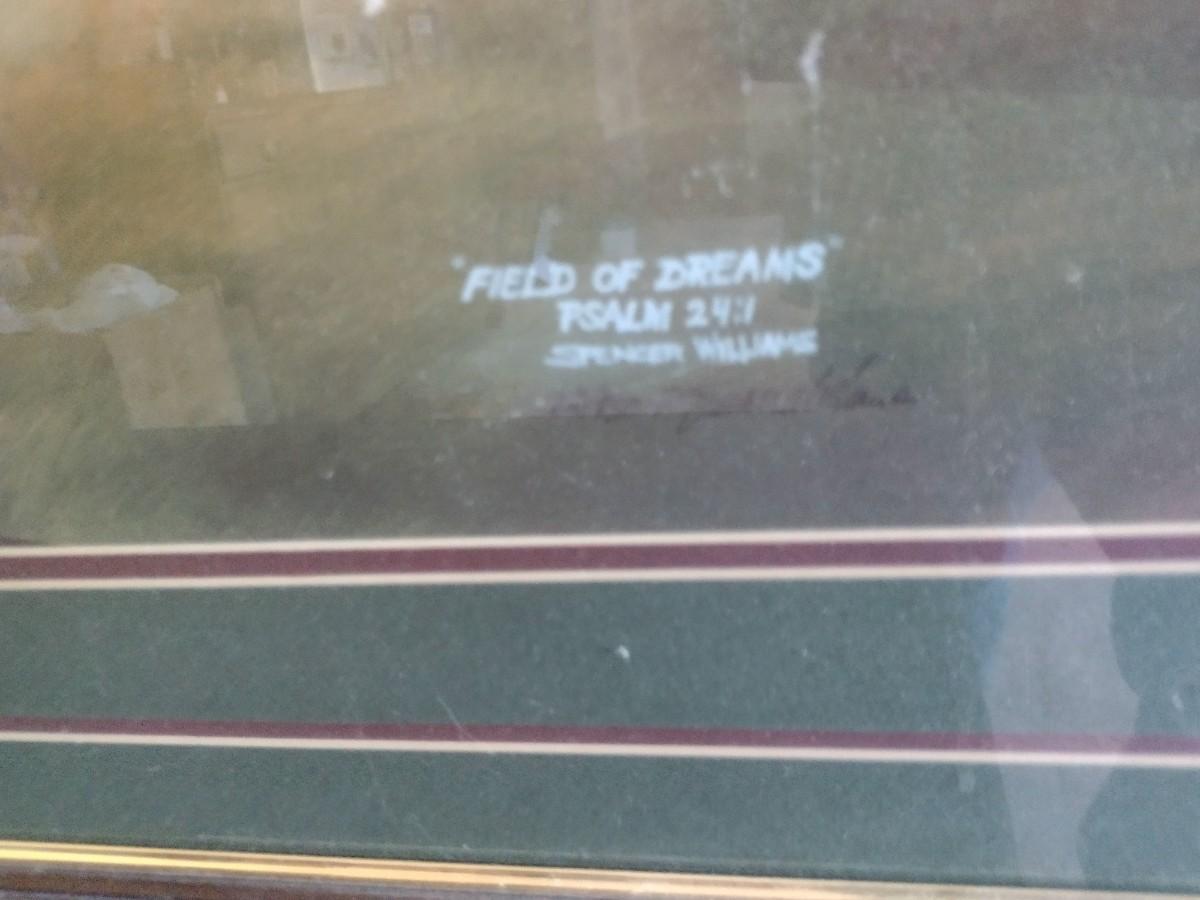 "FIELD OF DREAMS"
PSALM 24:1
SPENCER WILLIAMS